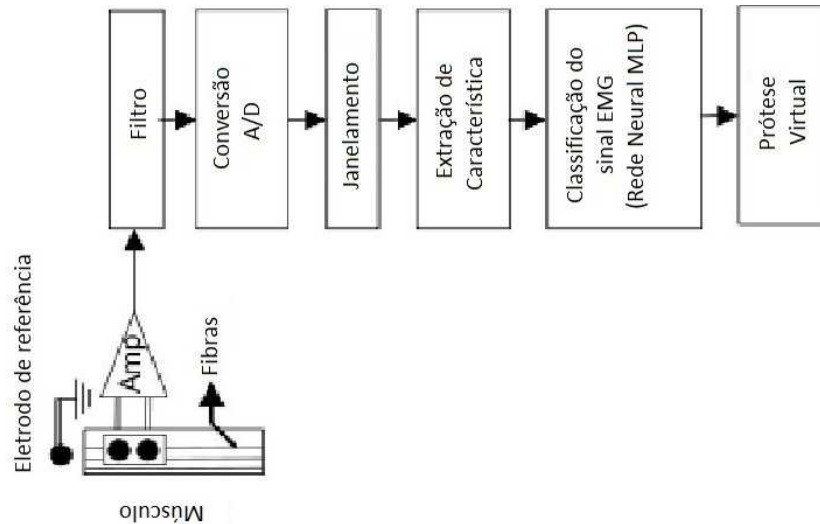 Músculo
Eletrodo de referência
Amp
Fibras
Filtro
Conversão
A/D
Janelamento
Extração de
Característica
Classificação do
sinal EMG
(Rede Neural MLP)
Prótese
Virtual